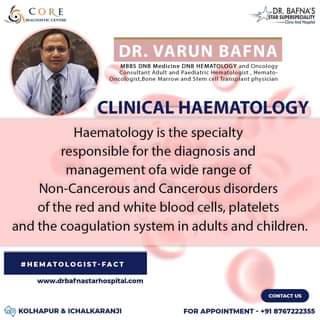 CORE
DIAGNOSTIC CENTRE
DR. BAFNA'S
STAR SUPERSPECIALITY
Clinic And Hospital
DR. VARUN BAFNA
MBBS DNB Medicine DNB HEMATOLOGY and Oncology
Consultant Adult and Paediatric Hematologist , Hemato-
Oncologist,Bone Marrow and Stem cell Transplant physician
CLINICAL HAEMATOLOGY
Haematology is the specialty
responsible for the diagnosis and
management ofa wide range of
Non-Cancerous and Cancerous disorders
of the red and white blood cells, platelets
and the coagulation system in adults and children.
#HEMATOLOGIST-FACT
www.drbafnastarhospital.com
CONTACT US
KOLHAPUR & ICHALKARANJI
FOR APPOINTMENT - +91 8767222355